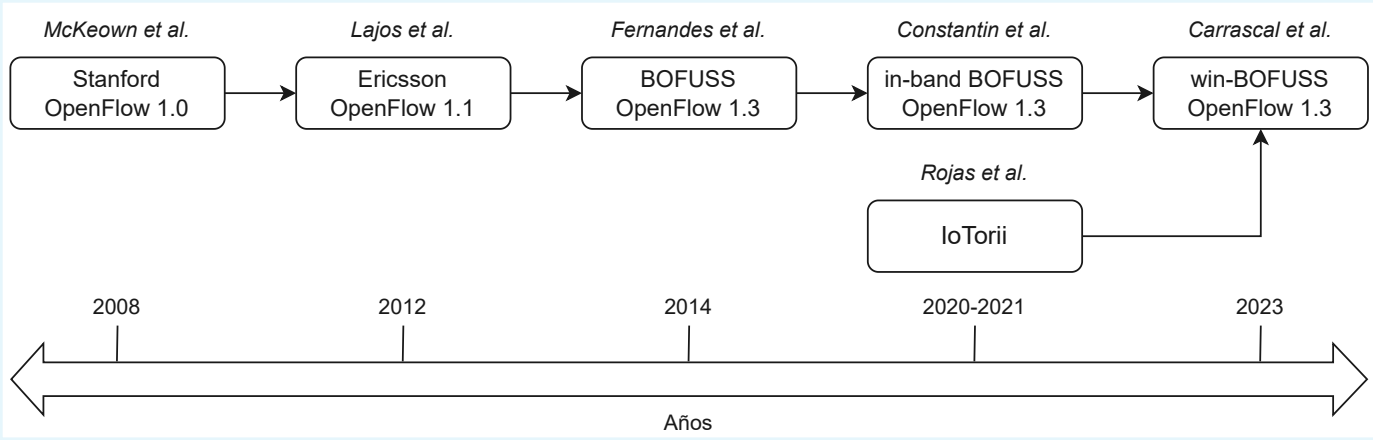 McKeown et al.
Lajos et al.
Fernandes et al.
Constantin et al.
Carrascal et al.
Stanford
OpenFlow 1.0
Ericsson
OpenFlow 1.1
BOFUSS
OpenFlow 1.3
in-band BOFUSS
OpenFlow 1.3
win-BOFUSS
OpenFlow 1.3
Rojas et al.
IoTorii
2008
2012
2014
2020-2021
2023
Años